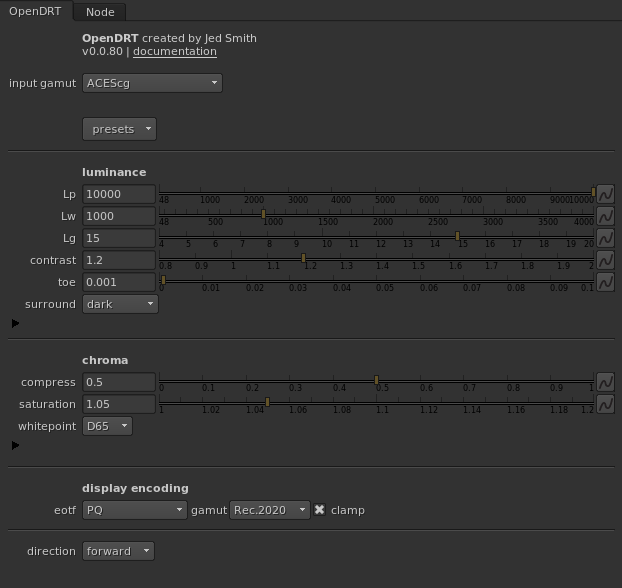 OpenDRT Node
OpenDRT created by Jed Smith
v0.0.80 | documentation
input gamut ACEScg
presets
luminance
Lp 10000 48 1000 2000 3000 4000 5000 6000 7000 8000 9000 10000
Lw 1000 48 500 1000 1500 2000 2500 3000 3500 4000
Lg 15 4 5 6 7 8 9 10 11 12 13 14 15 16 17 18 19 20
contrast 1.2 0.8 0.9 1 1.1 1.2 1.3 1.4 1.5 1.6 1.7 1.8 1.9 2
toe 0.001 0 0.01 0.02 0.03 0.04 0.05 0.06 0.07 0.08 0.09 0.1
surround dark
chroma
compress 0.5 0 0.1 0.2 0.3 0.4 0.5 0.6 0.7 0.8 0.9 1
saturation 1.05 1 1.02 1.04 1.06 1.08 1.1 1.12 1.14 1.16 1.18 1.2
whitepoint D65
display encoding
eotf PQ gamut Rec.2020 clamp
direction forward